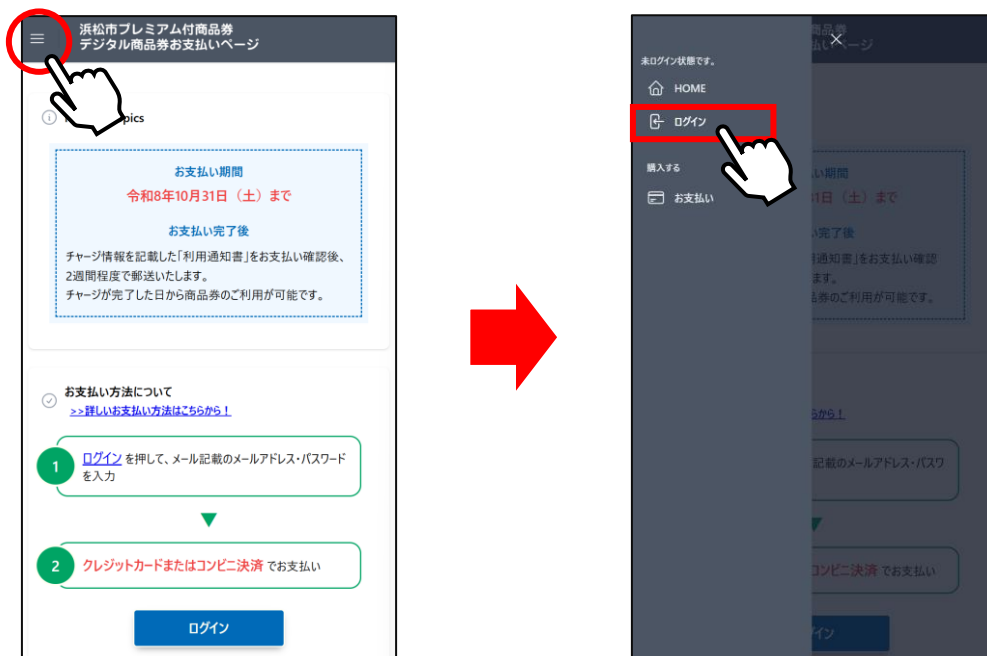 浜松市プレミアム付商品券
デジタル商品券お支払いページ
pics
お支払い期間
令和8年10月31日（土）まで
お支払い完了後
チャージ情報を記載した「利用通知書」をお支払い確認後、
2週間程度で郵送いたします。
チャージが完了した日から商品券のご利用が可能です。
お支払い方法について
>>詳しいお支払い方法はこちらから！
1
ログイン を押して、メール記載のメールアドレス・パスワード
を入力
2
クレジットカードまたはコンビニ決済 でお支払い
ログイン
未ログイン状態です。
HOME
ログイン
購入する
お支払い
商品券
払いページ
い期間
31日（土）まで
い完了後
利用通知書」をお支払い確認
ます。
品券のご利用が可能です。
らから！
記載のメールアドレス・パスワ
コンビニ決済 でお支払い
イン